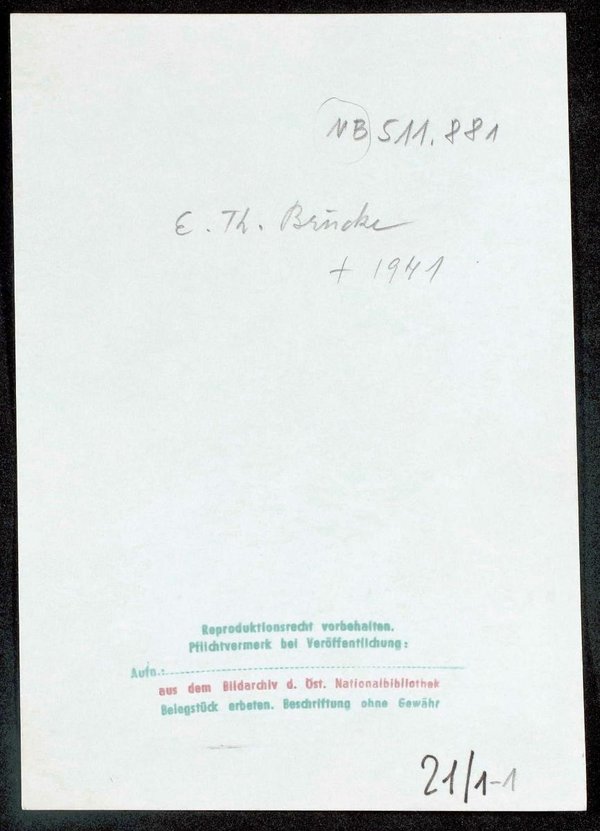 NB 511.881
E. Th. Brücke
+ 1941
Reproduktionsrecht vorbehalten.
Pflichtvermerk bei Veröffentlichung:
Aufn.:
aus dem Bildarchiv d. Öst. Nationalbibliothek
Belegstück erbeten. Beschriftung ohne Gewähr
21/1-1